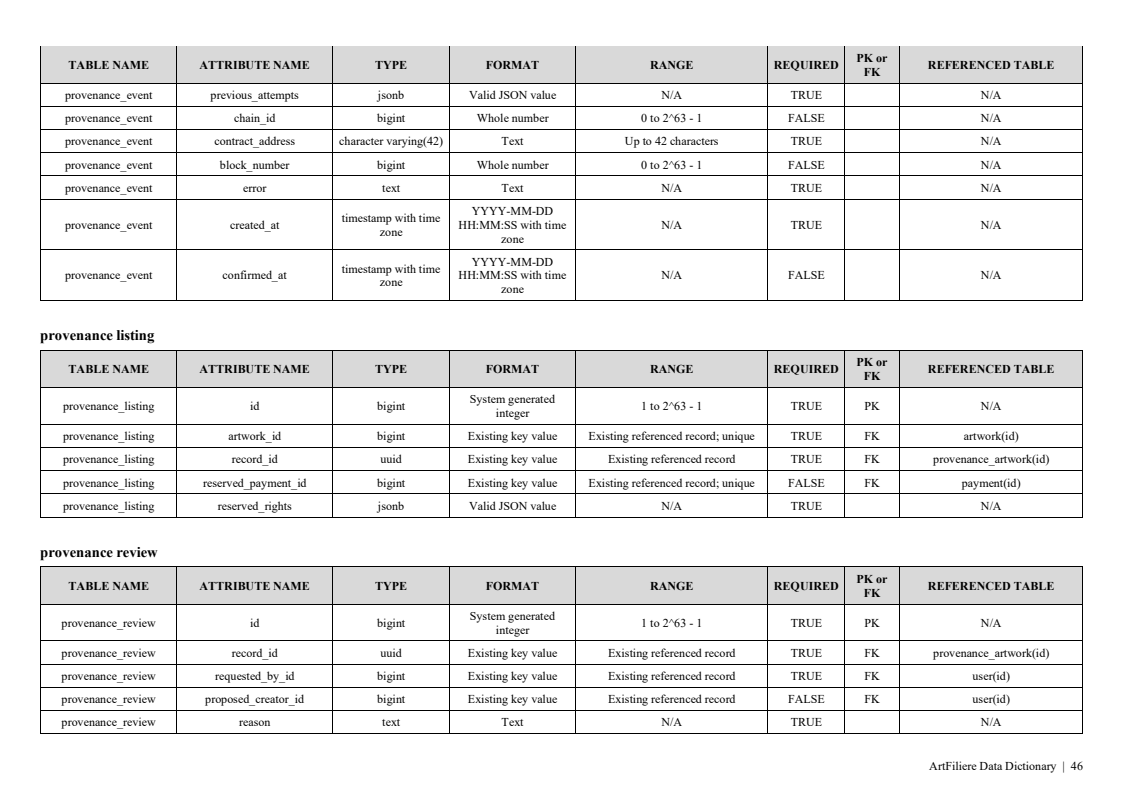 TABLE NAME ATTRIBUTE NAME TYPE FORMAT RANGE REQUIRED PK or FK REFERENCED TABLE
provenance_event previous_attempts jsonb Valid JSON value N/A TRUE N/A
provenance_event chain_id bigint Whole number 0 to 2^63 - 1 FALSE N/A
provenance_event contract_address character varying(42) Text Up to 42 characters TRUE N/A
provenance_event block_number bigint Whole number 0 to 2^63 - 1 FALSE N/A
provenance_event error text Text N/A TRUE N/A
provenance_event created_at timestamp with time zone YYYY-MM-DD HH:MM:SS with time zone N/A TRUE N/A
provenance_event confirmed_at timestamp with time zone YYYY-MM-DD HH:MM:SS with time zone N/A FALSE N/A
provenance listing
TABLE NAME ATTRIBUTE NAME TYPE FORMAT RANGE REQUIRED PK or FK REFERENCED TABLE
provenance_listing id bigint System generated integer 1 to 2^63 - 1 TRUE PK N/A
provenance_listing artwork_id bigint Existing key value Existing referenced record; unique TRUE FK artwork(id)
provenance_listing record_id uuid Existing key value Existing referenced record TRUE FK provenance_artwork(id)
provenance_listing reserved_payment_id bigint Existing key value Existing referenced record; unique FALSE FK payment(id)
provenance_listing reserved_rights jsonb Valid JSON value N/A TRUE N/A
provenance review
TABLE NAME ATTRIBUTE NAME TYPE FORMAT RANGE REQUIRED PK or FK REFERENCED TABLE
provenance_review id bigint System generated integer 1 to 2^63 - 1 TRUE PK N/A
provenance_review record_id uuid Existing key value Existing referenced record TRUE FK provenance_artwork(id)
provenance_review requested_by_id bigint Existing key value Existing referenced record TRUE FK user(id)
provenance_review proposed_creator_id bigint Existing key value Existing referenced record FALSE FK user(id)
provenance_review reason text Text N/A TRUE N/A
ArtFiliere Data Dictionary | 46